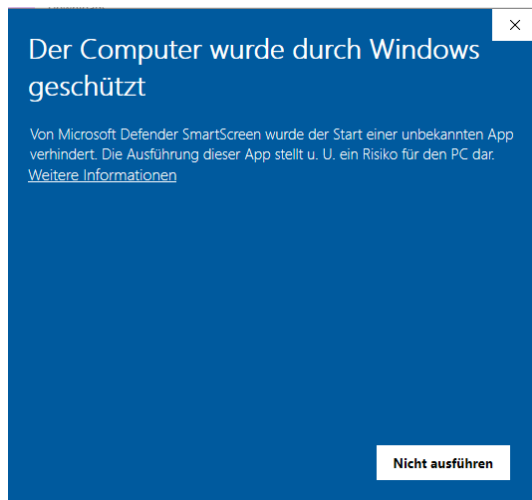 Der Computer wurde durch Windows
geschützt
Von Microsoft Defender SmartScreen wurde der Start einer unbekannten App
verhindert. Die Ausführung dieser App stellt u. U. ein Risiko für den PC dar.
Weitere Informationen
Nicht ausführen